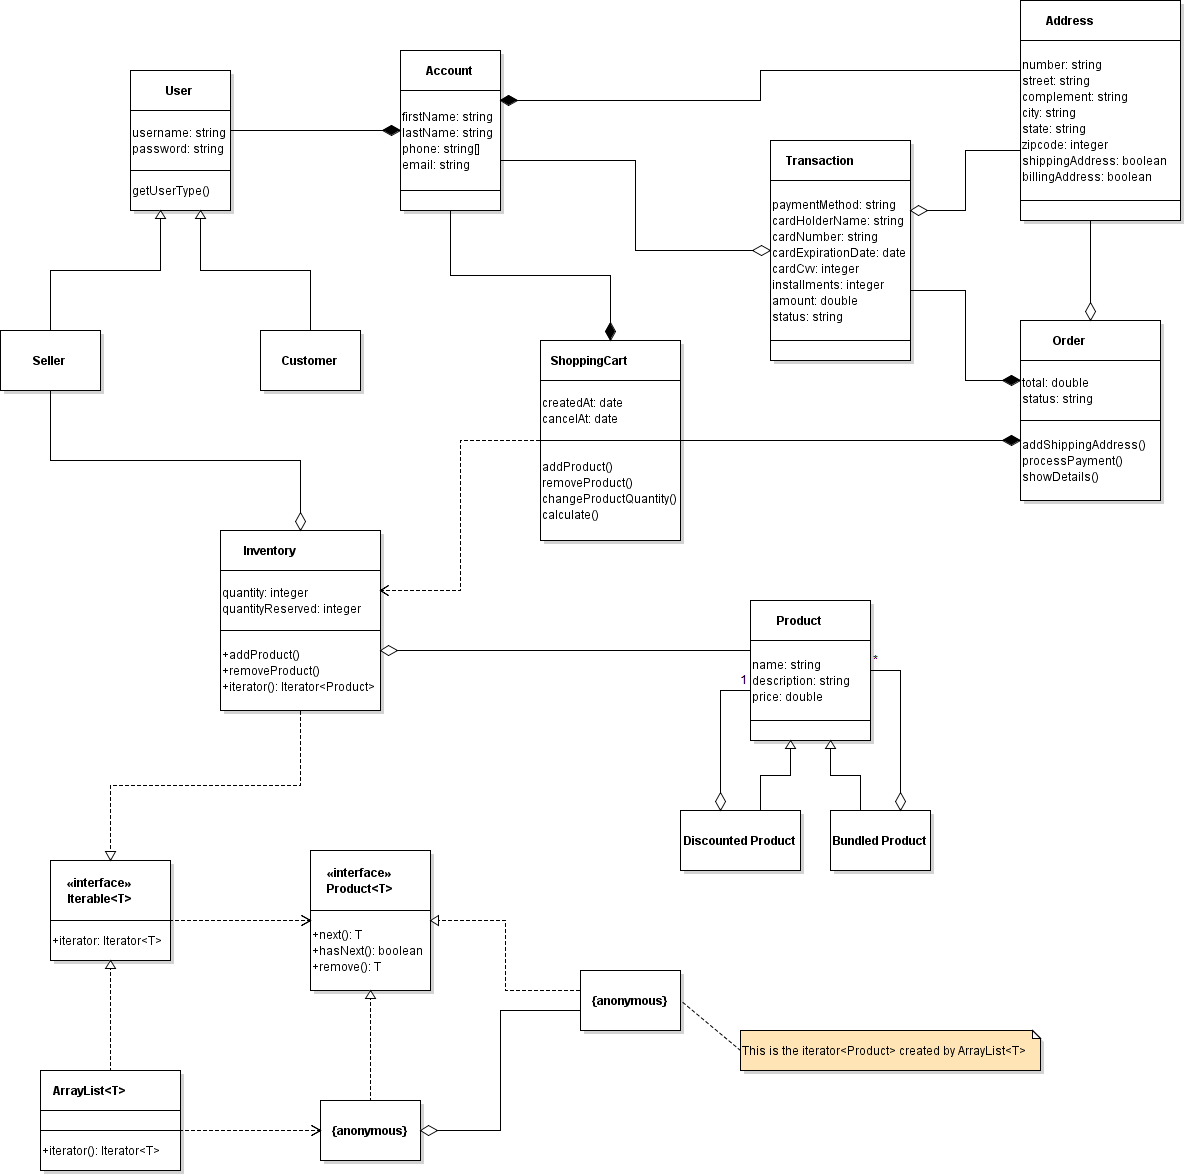 Address
number: string
street: string
complement: string
city: string
state: string
zipcode: integer
shippingAddress: boolean
billingAddress: boolean
Account
firstName: string
lastName: string
phone: string[]
email: string
User
username: string
password: string
getUserType()
Transaction
paymentMethod: string
cardHolderName: string
cardNumber: string
cardExpirationDate: date
cardCvv: integer
installments: integer
amount: double
status: string
Seller
Customer
ShoppingCart
createdAt: date
cancelAt: date
addProduct()
removeProduct()
changeProductQuantity()
calculate()
Order
total: double
status: string
addShippingAddress()
processPayment()
showDetails()
Inventory
quantity: integer
quantityReserved: integer
+addProduct()
+removeProduct()
+iterator(): Iterator<Product>
Product
name: string
description: string
price: double
*
1
Discounted Product
Bundled Product
«interface»
Iterable<T>
+iterator: Iterator<T>
«interface»
Product<T>
+next(): T
+hasNext(): boolean
+remove(): T
{anonymous}
This is the iterator<Product> created by ArrayList<T>
ArrayList<T>
+iterator(): Iterator<T>
{anonymous}